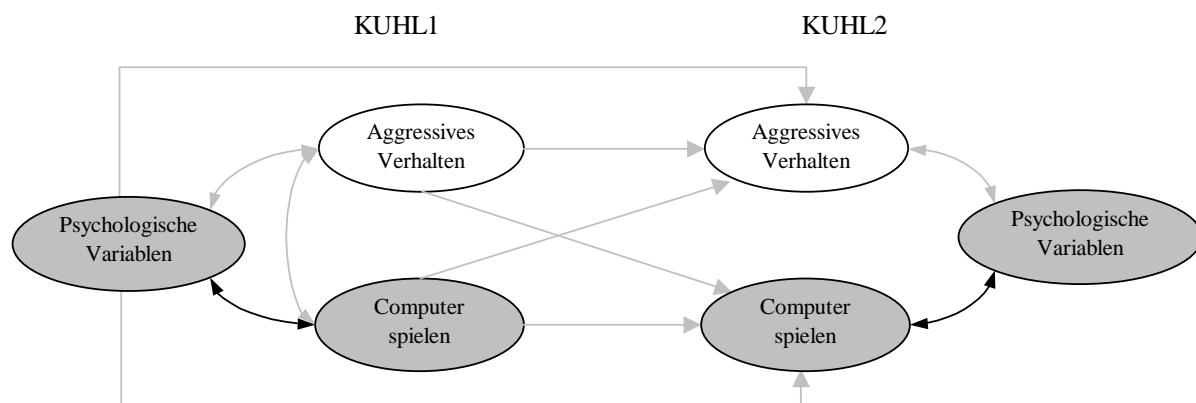 KUHL1
KUHL2
Aggressives
Verhalten
Aggressives
Verhalten
Psychologische
Variablen
Psychologische
Variablen
Computer
spielen
Computer
spielen